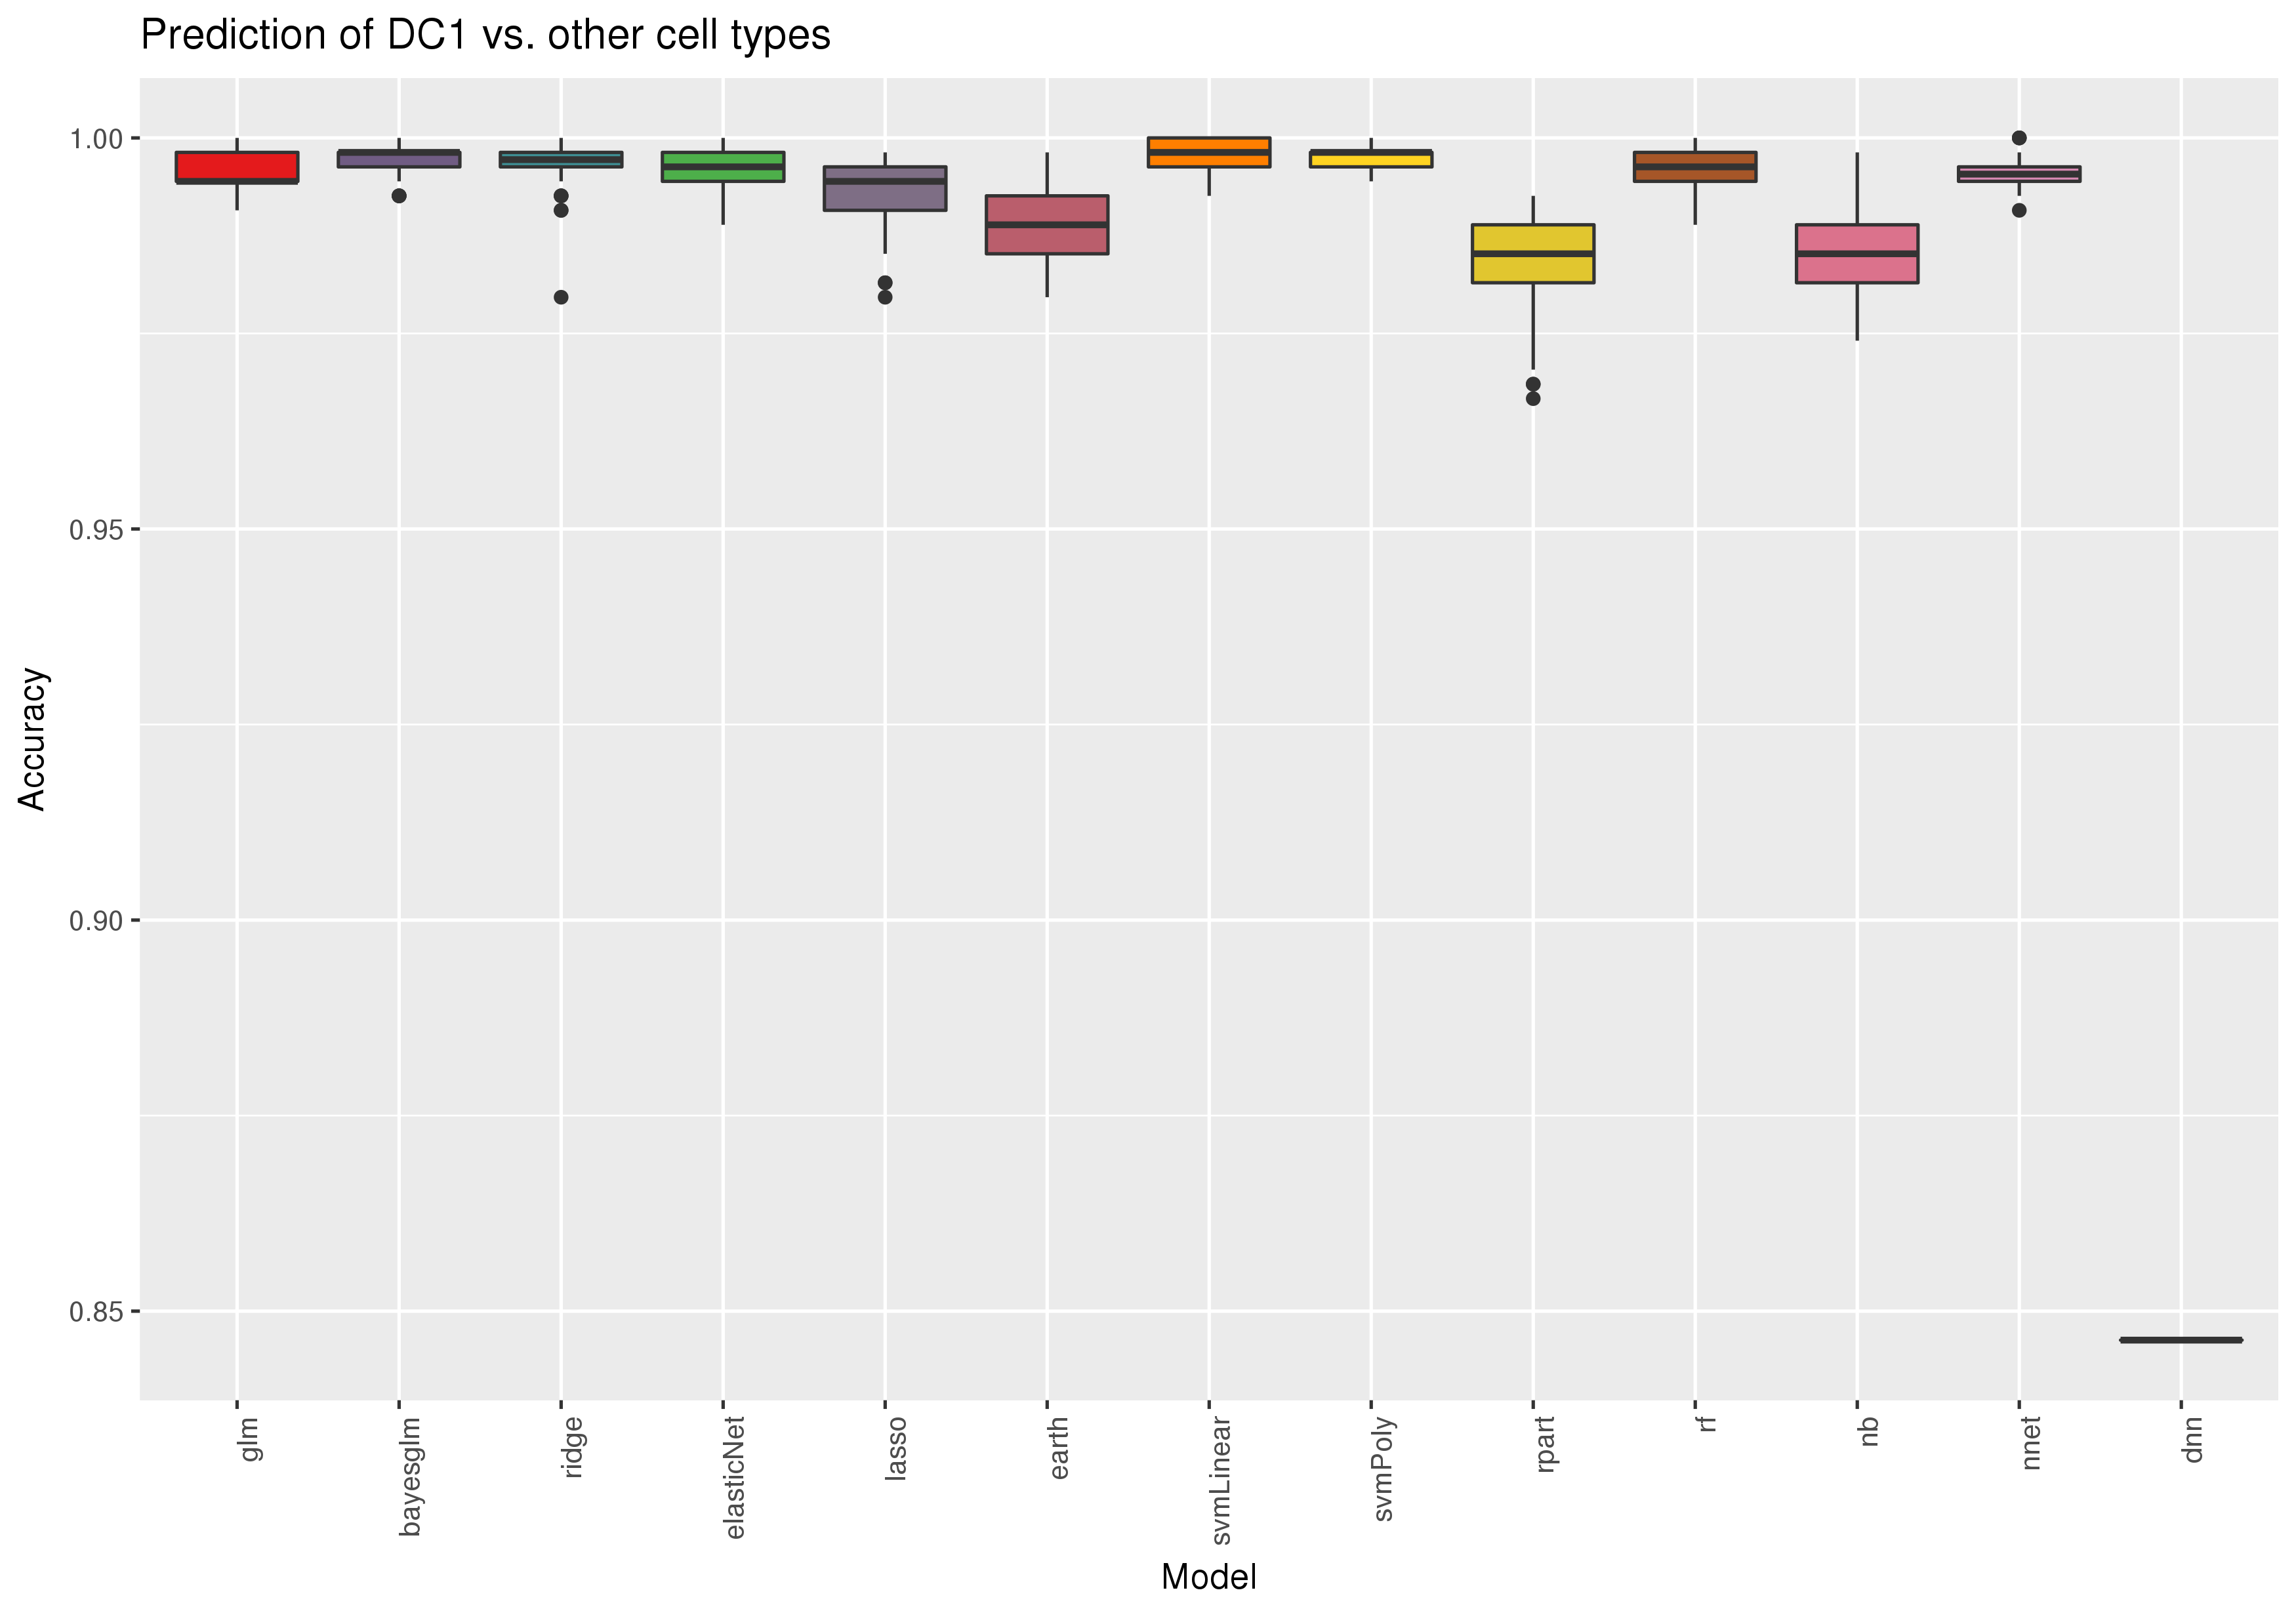 Prediction of DC1 vs. other cell types
1.00
0.95
0.90
0.85
Accuracy
glm
bayesglm
ridge
elasticNet
lasso
earth
svmLinear
svmPoly
rpart
rf
nb
nnet
dnn
Model